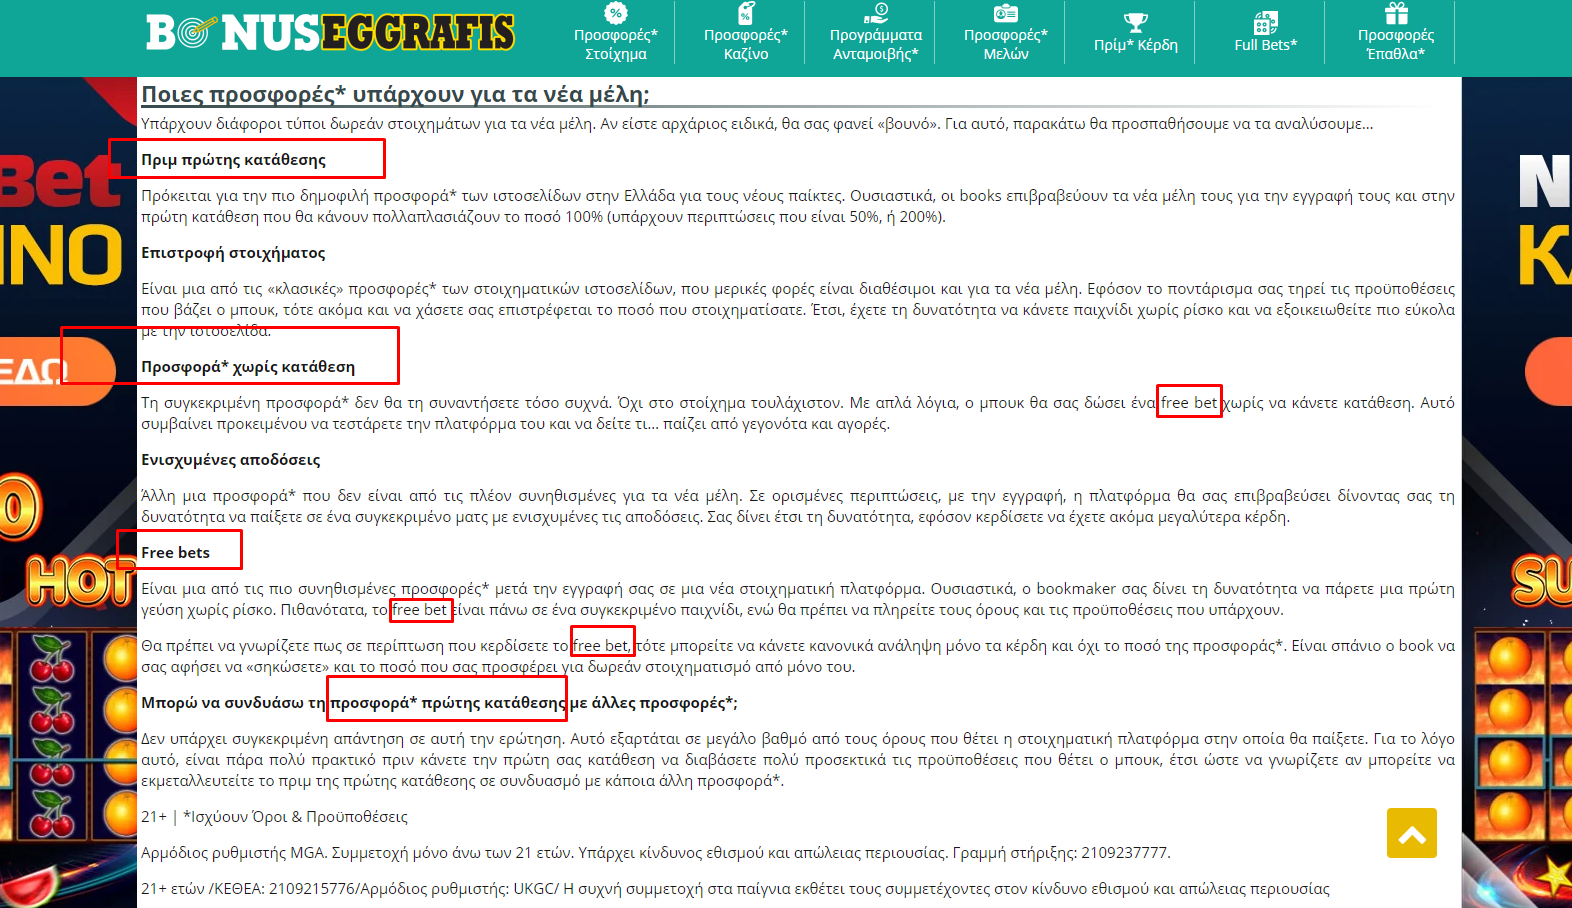 BONUSEGGRAFIS
Προσφορές*
Στοίχημα
Προσφορές*
Καζίνο
Προγράμματα
Ανταμοιβής*
Προσφορές*
Μελών
Πρίμ* Κέρδη
Full Bets*
Προσφορές
Έπαθλα*
Ποιες προσφορές* υπάρχουν για τα νέα μέλη;
Υπάρχουν διάφοροι τύποι δωρεάν στοιχημάτων για τα νέα μέλη. Αν είστε αρχάριος ειδικά, θα σας φανεί «βουνό». Για αυτό, παρακάτω θα προσπαθήσουμε να τα αναλύσουμε...
Πριμ πρώτης κατάθεσης
Πρόκειται για την πιο δημοφιλή προσφορά* των ιστοσελίδων στην Ελλάδα για τους νέους παίκτες. Ουσιαστικά, οι books επιβραβεύουν τα νέα μέλη τους για την εγγραφή τους και στην
πρώτη κατάθεση που θα κάνουν πολλαπλασιάζουν το ποσό 100% (υπάρχουν περιπτώσεις που είναι 50%, ή 200%).
Επιστροφή στοιχήματος
Είναι μια από τις «κλασικές» προσφορές* των στοιχηματικών ιστοσελίδων, που μερικές φορές είναι διαθέσιμοι και για τα νέα μέλη. Εφόσον το ποντάρισμα σας τηρεί τις προϋποθέσεις
που βάζει ο μπουκ, τότε ακόμα και να χάσετε σας επιστρέφεται το ποσό που στοιχηματίσατε. Έτσι, έχετε τη δυνατότητα να κάνετε παιχνίδι χωρίς ρίσκο και να εξοικειωθείτε πιο εύκολα
με την ιστοσελίδα.
Προσφορά* χωρίς κατάθεση
Τη συγκεκριμένη προσφορά* δεν θα τη συναντήσετε τόσο συχνά. Όχι στο στοίχημα τουλάχιστον. Με απλά λόγια, ο μπουκ θα σας δώσει ένα free bet χωρίς να κάνετε κατάθεση. Αυτό
συμβαίνει προκειμένου να τεστάρετε την πλατφόρμα του και να δείτε τι... παίζει από γεγονότα και αγορές.
Ενισχυμένες αποδόσεις
Άλλη μια προσφορά* που δεν είναι από τις πλέον συνηθισμένες για τα νέα μέλη. Σε ορισμένες περιπτώσεις, με την εγγραφή, η πλατφόρμα θα σας επιβραβεύσει δίνοντας σας τη
δυνατότητα να παίξετε σε ένα συγκεκριμένο ματς με ενισχυμένες τις αποδόσεις. Σας δίνει έτσι τη δυνατότητα, εφόσον κερδίσετε να έχετε ακόμα μεγαλύτερα κέρδη.
Free bets
Είναι μια από τις πιο συνηθισμένες προσφορές* μετά την εγγραφή σας σε μια νέα στοιχηματική πλατφόρμα. Ουσιαστικά, ο bookmaker σας δίνει τη δυνατότητα να πάρετε μια πρώτη
γεύση χωρίς ρίσκο. Πιθανότατα, το free bet είναι πάνω σε ένα συγκεκριμένο παιχνίδι, ενώ θα πρέπει να πληρείτε τους όρους και τις προϋποθέσεις που υπάρχουν.
Θα πρέπει να γνωρίζετε πως σε περίπτωση που κερδίσετε το free bet, τότε μπορείτε να κάνετε κανονικά ανάληψη μόνο τα κέρδη και όχι το ποσό της προσφοράς*. Είναι σπάνιο ο book να
σας αφήσει να «σηκώσετε» και το ποσό που σας προσφέρει για δωρεάν στοιχηματισμό από μόνο του.
Μπορώ να συνδυάσω τη προσφορά* πρώτης κατάθεσης με άλλες προσφορές*;
Δεν υπάρχει συγκεκριμένη απάντηση σε αυτή την ερώτηση. Αυτό εξαρτάται σε μεγάλο βαθμό από τους όρους που θέτει η στοιχηματική πλατφόρμα στην οποία θα παίξετε. Για το λόγο
αυτό, είναι πάρα πολύ πρακτικό πριν κάνετε την πρώτη σας κατάθεση να διαβάσετε πολύ προσεκτικά τις προϋποθέσεις που θέτει ο μπουκ, έτσι ώστε να γνωρίζετε αν μπορείτε να
εκμεταλλευτείτε το πριμ της πρώτης κατάθεσης σε συνδυασμό με κάποια άλλη προσφορά*.
21+ | *Ισχύουν Όροι & Προϋποθέσεις
Αρμόδιος ρυθμιστής MGA. Συμμετοχή μόνο άνω των 21 ετών. Υπάρχει κίνδυνος εθισμού και απώλειας περιουσίας. Γραμμή στήριξης: 2109237777.
21+ ετών /ΚΕΘΕΑ: 2109215776/Αρμόδιος ρυθμιστής: UKGC/ Η συχνή συμμετοχή στα παίγνια εκθέτει τους συμμετέχοντες στον κίνδυνο εθισμού και απώλειας περιουσίας
Bet
INO
ΕΔΩ
HOT